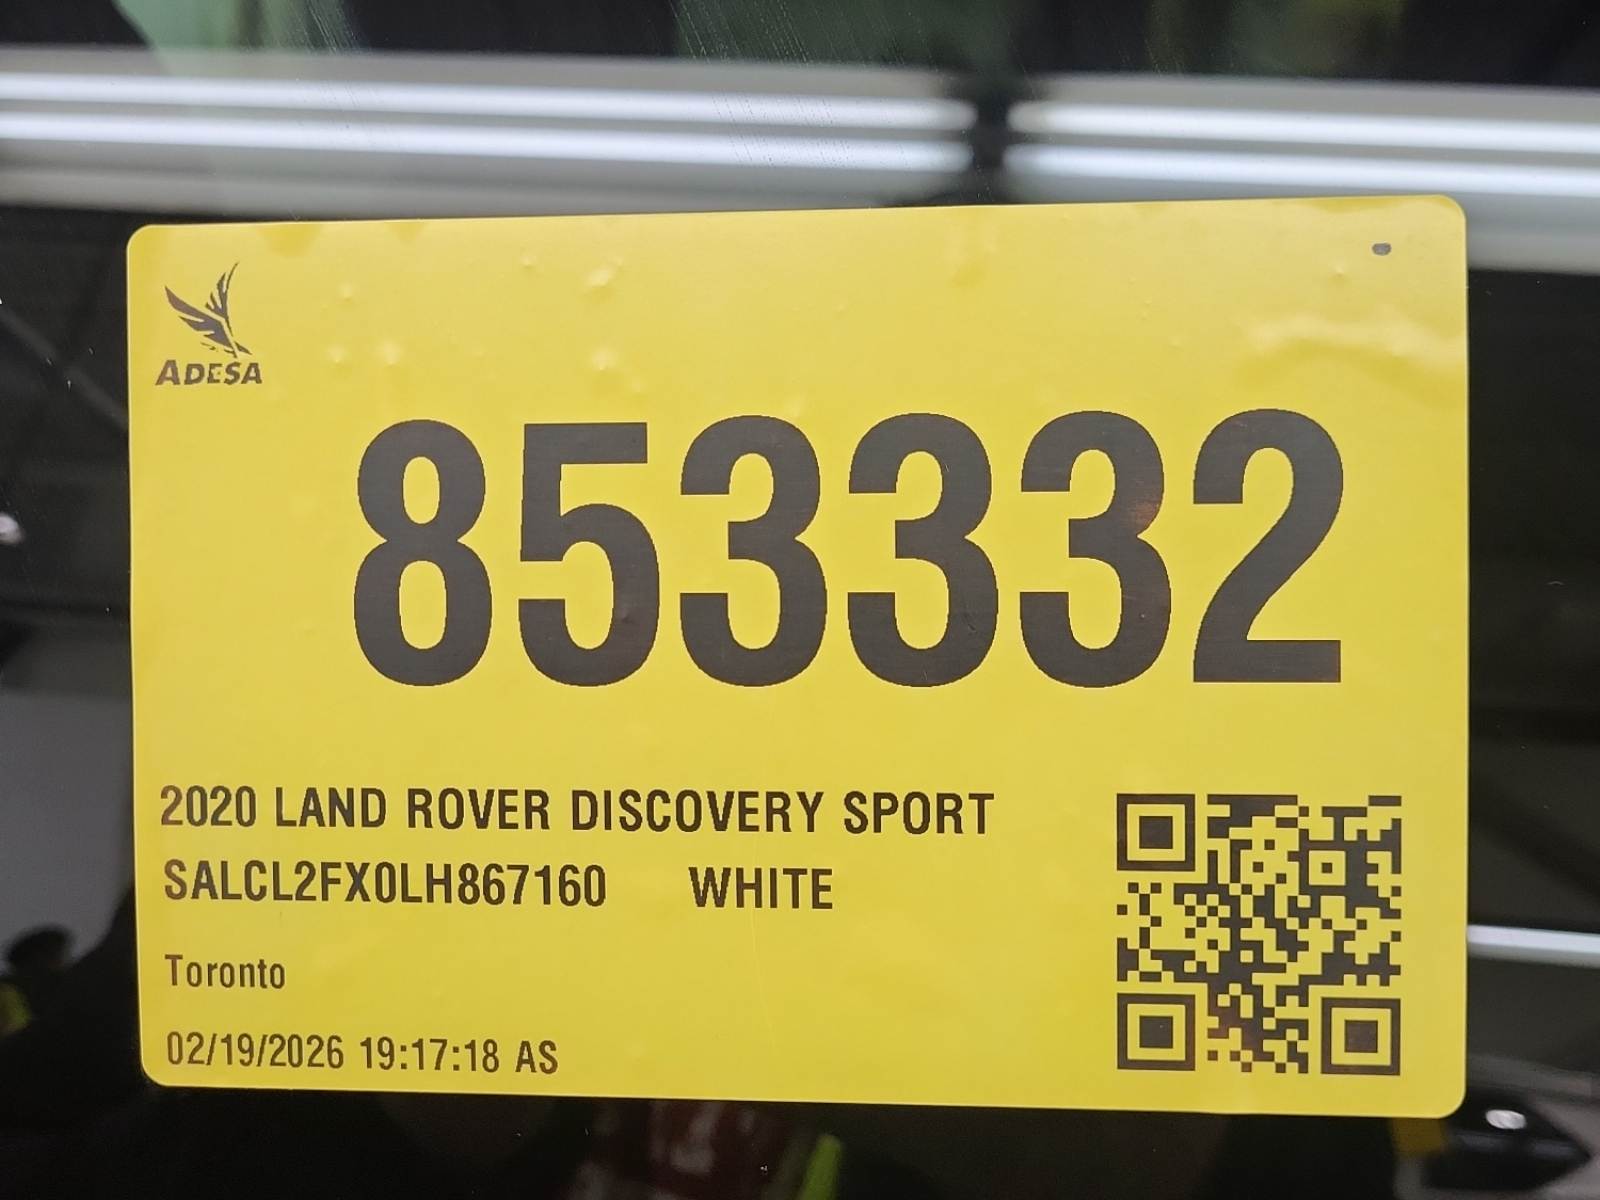 ADESA
853332
2020 LAND ROVER DISCOVERY SPORT
SALCL2FX0LH867160 WHITE
Toronto
02/19/2026 19:17:18 AS